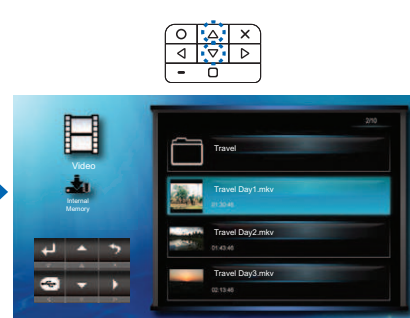 2/10
Video
Internal
Memory
Travel
Travel Day1.mkv
01:30:46
Travel Day2.mkv
01:43:46
Travel Day3.mkv
02:13:46